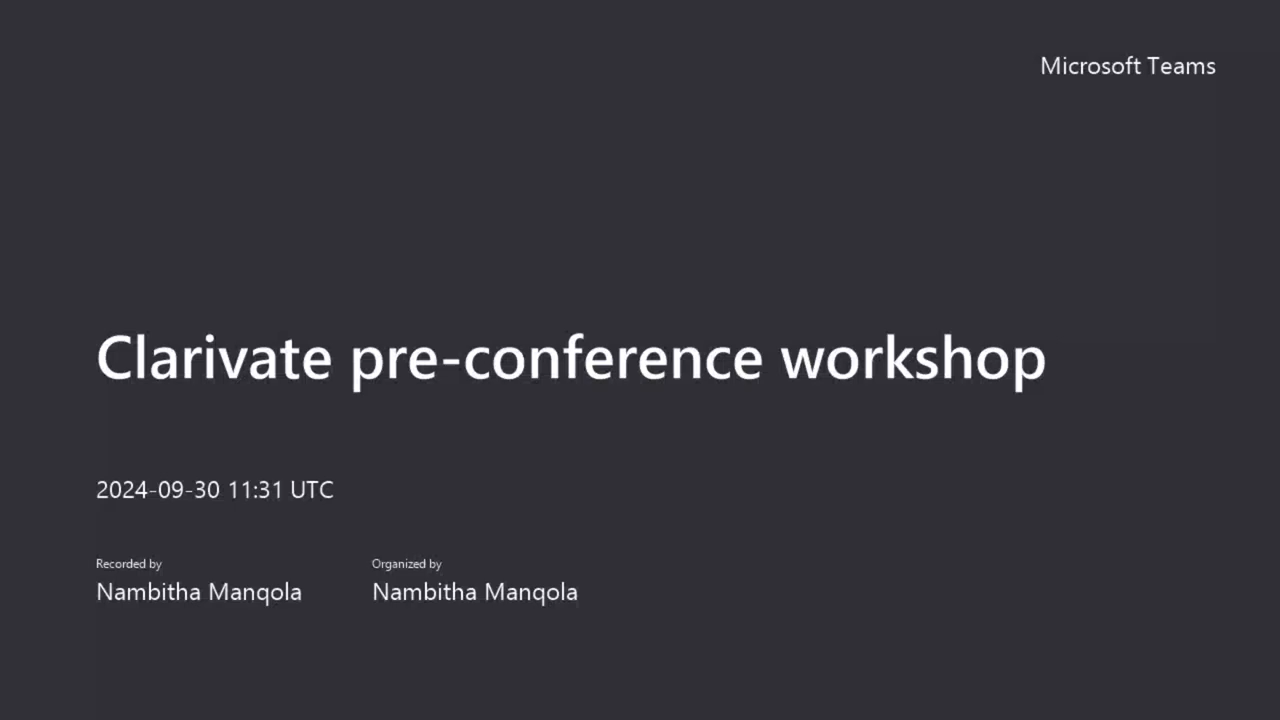 Microsoft Teams
Clarivate pre-conference workshop
2024-09-30 11:31 UTC
Recorded by
Organized by
Nambitha Manqola
Nambitha Manqola